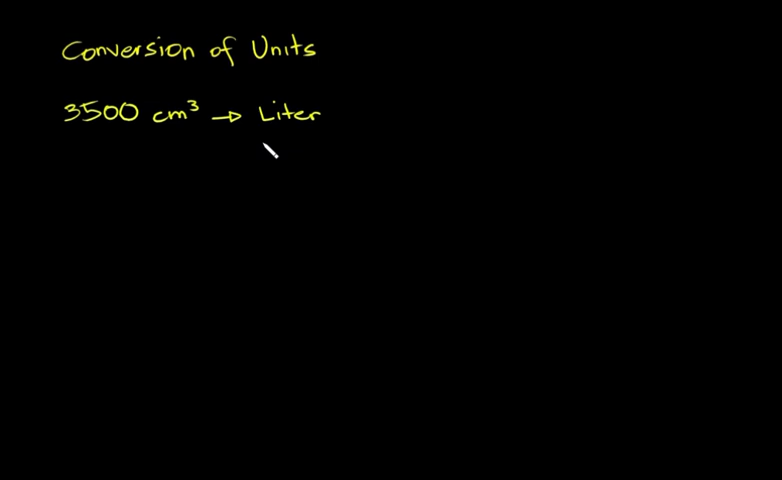 Conversion of Units
3500 cm³ → Liter